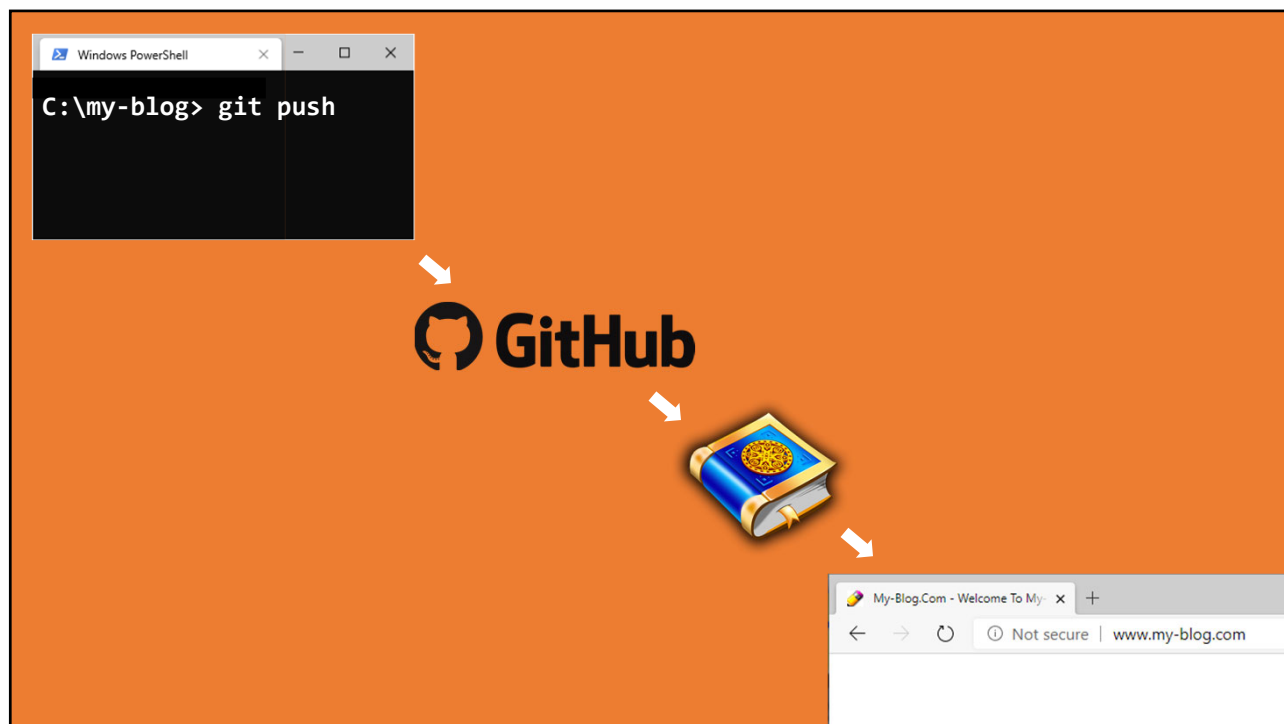 Windows PowerShell
C:\my-blog> git push
GitHub
My-Blog.Com - Welcome To My-
Not secure | www.my-blog.com